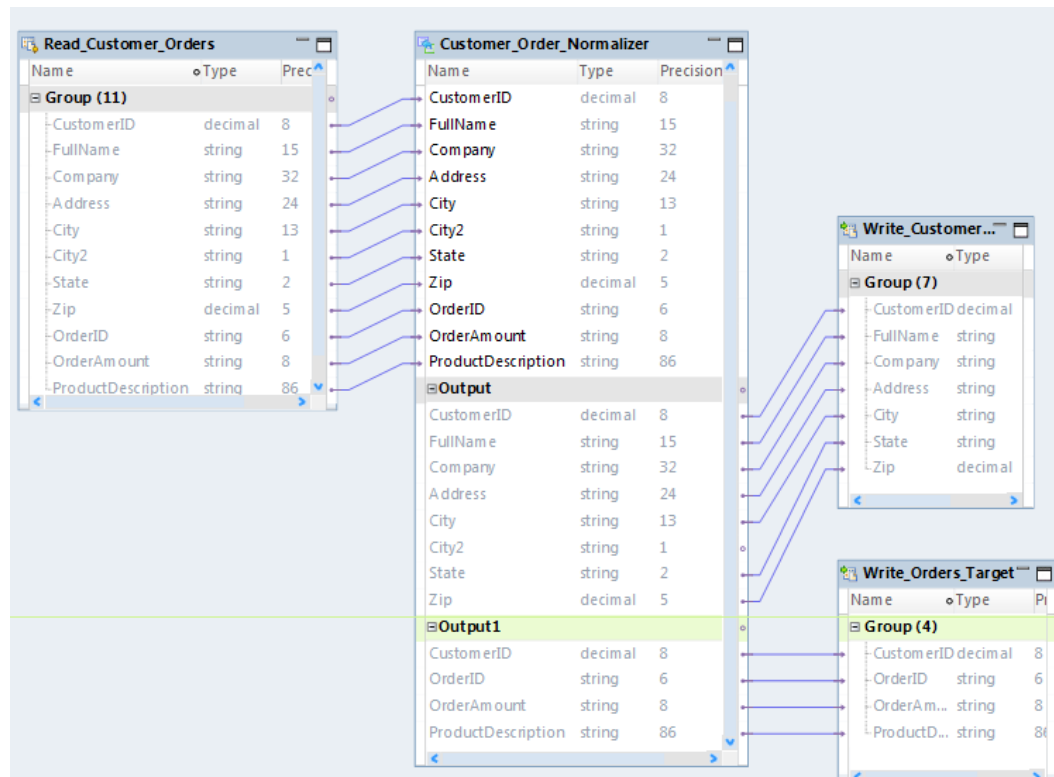 Read_Customer_Orders
Name Type Prec
Group (11)
CustomerID decimal 8
FullName string 15
Company string 32
Address string 24
City string 13
City2 string 1
State string 2
Zip decimal 5
OrderID string 6
OrderAmount string 8
ProductDescription string 86
Customer_Order_Normalizer
Name Type Precision
CustomerID decimal 8
FullName string 15
Company string 32
Address string 24
City string 13
City2 string 1
State string 2
Zip decimal 5
OrderID string 6
OrderAmount string 8
ProductDescription string 86
Output
CustomerID decimal 8
FullName string 15
Company string 32
Address string 24
City string 13
City2 string 1
State string 2
Zip decimal 5
Output1
CustomerID decimal 8
OrderID string 6
OrderAmount string 8
ProductDescription string 86
Write_Customer...
Name Type
Group (7)
CustomerID decimal
FullName string
Company string
Address string
City string
State string
Zip decimal
Write_Orders_Target
Name Type
Group (4)
CustomerID decimal 8
OrderID string 6
OrderAm... string 8
ProductD... string 86